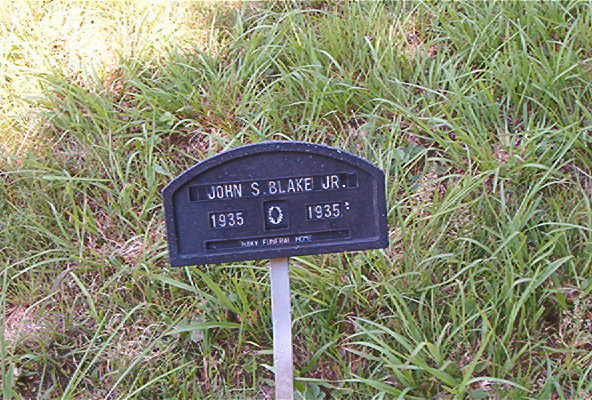 JOHN S. BLAKE JR.
1935 1935
FUNERAL HOME